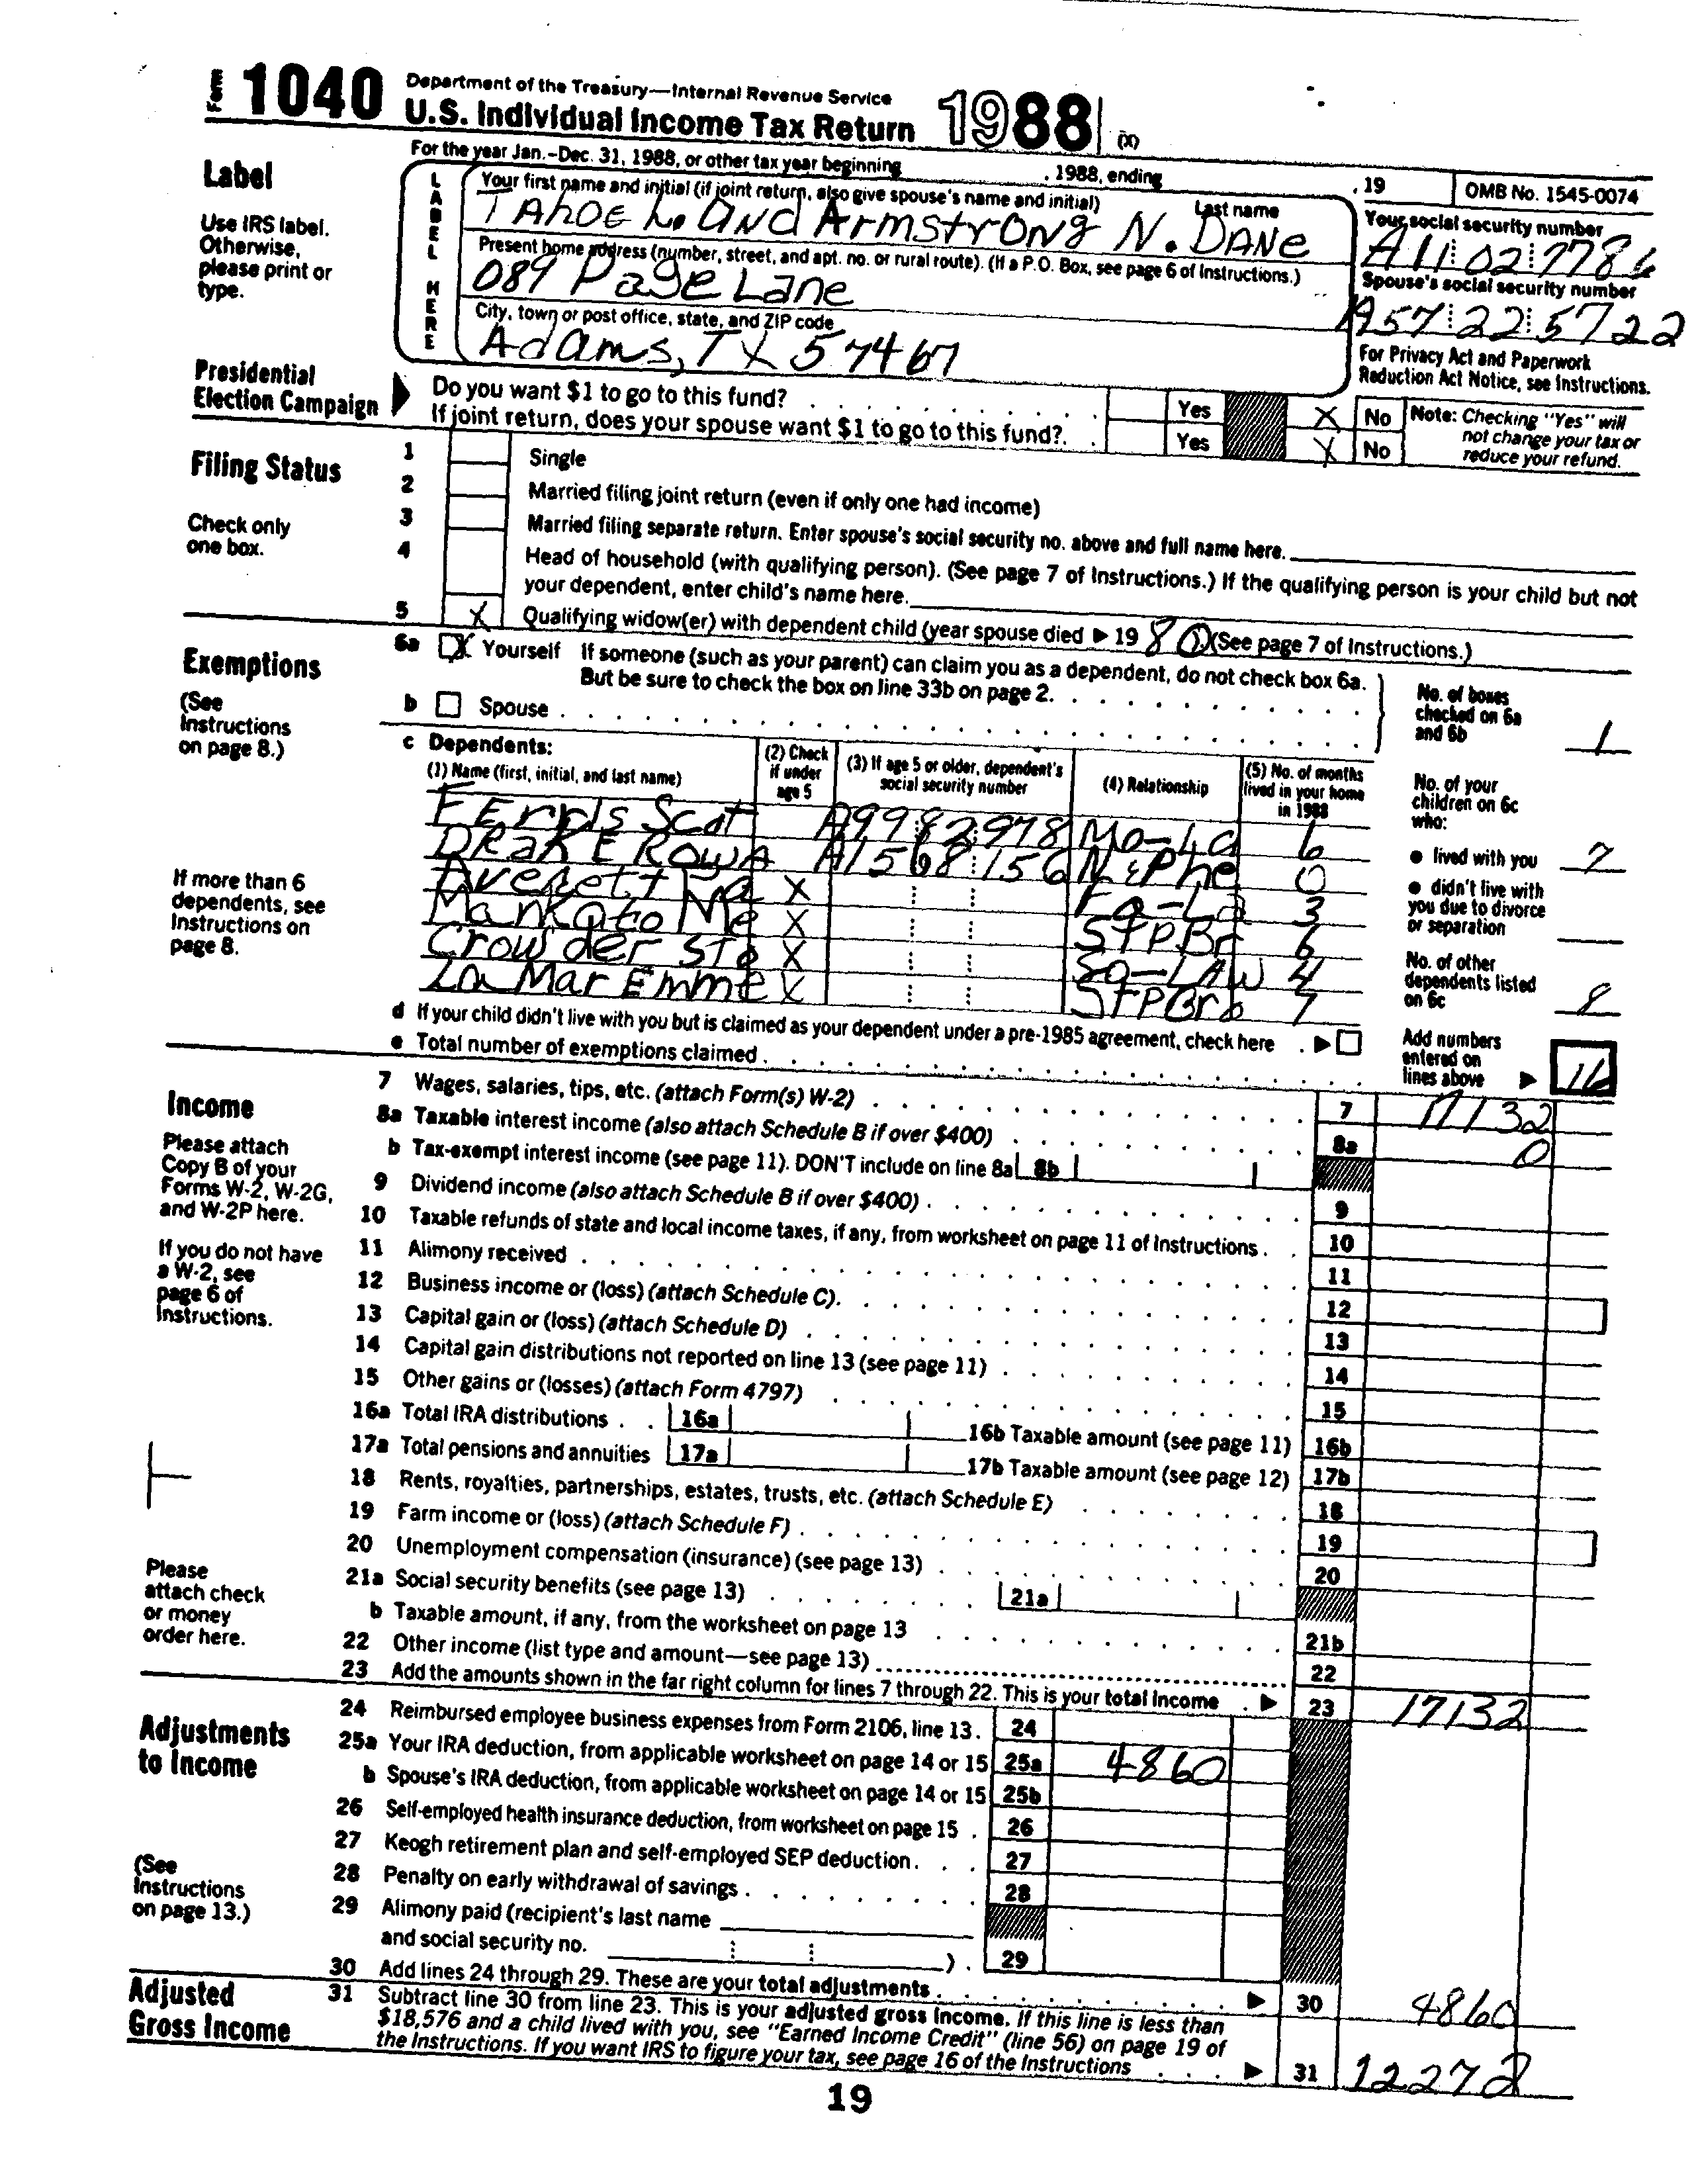 Form 1040 Department of the Treasury—Internal Revenue Service
U.S. Individual Income Tax Return 1988 (X)
For the year Jan.–Dec. 31, 1988, or other tax year beginning , 1988, ending , 19 OMB No. 1545-0074
Label
Use IRS label. Otherwise, please print or type.
LABEL HERE
Your first name and initial (if joint return, also give spouse's name and initial) Last name
TAhOE L. AND ArmstrONg N. DANE
Your social security number
A11 02 7786
Present home address (number, street, and apt. no. or rural route). (If a P.O. Box, see page 6 of Instructions.)
089 Page Lane
Spouse's social security number
A57 22 5722
City, town or post office, state, and ZIP code
Adams, TX 57467
For Privacy Act and Paperwork Reduction Act Notice, see Instructions.
Presidential Election Campaign
Do you want $1 to go to this fund? Yes X No
If joint return, does your spouse want $1 to go to this fund? Yes X No
Note: Checking "Yes" will not change your tax or reduce your refund.
Filing Status
Check only one box.
1 Single
2 Married filing joint return (even if only one had income)
3 Married filing separate return. Enter spouse's social security no. above and full name here.
4 Head of household (with qualifying person). (See page 7 of Instructions.) If the qualifying person is your child but not
your dependent, enter child's name here.
5 X Qualifying widow(er) with dependent child (year spouse died ▶ 19 80). (See page 7 of Instructions.)
Exemptions
(See Instructions on page 8.)
6a X Yourself If someone (such as your parent) can claim you as a dependent, do not check box 6a.
But be sure to check the box on line 33b on page 2.
b Spouse
No. of boxes checked on 6a and 6b 1
c Dependents:
(1) Name (first, initial, and last name) (2) Check if under age 5 (3) If age 5 or older, dependent's social security number (4) Relationship (5) No. of months lived in your home in 1988
FErrIs Scot A99 82 978 Mo-La 6
DRak E ROWA A15 68 156 NEPhe 0
Everett Ra X Fa-La 3
Mankato Me X STPBr 6
Crowder STe X So-LAW 4
La Mar Emme X STPBro 7
If more than 6 dependents, see Instructions on page 8.
No. of your children on 6c who:
● lived with you 7
● didn't live with you due to divorce or separation
No. of other dependents listed on 6c 8
d If your child didn't live with you but is claimed as your dependent under a pre-1985 agreement, check here ▶
e Total number of exemptions claimed
Add numbers entered on lines above ▶ 16
Income
Please attach Copy B of your Forms W-2, W-2G, and W-2P here.
If you do not have a W-2, see page 6 of Instructions.
Please attach check or money order here.
7 Wages, salaries, tips, etc. (attach Form(s) W-2) 7 17132
8a Taxable interest income (also attach Schedule B if over $400) 8a 0
b Tax-exempt interest income (see page 11). DON'T include on line 8a 8b
9 Dividend income (also attach Schedule B if over $400) 9
10 Taxable refunds of state and local income taxes, if any, from worksheet on page 11 of Instructions 10
11 Alimony received 11
12 Business income or (loss) (attach Schedule C) 12
13 Capital gain or (loss) (attach Schedule D) 13
14 Capital gain distributions not reported on line 13 (see page 11) 14
15 Other gains or (losses) (attach Form 4797) 15
16a Total IRA distributions 16a 16b Taxable amount (see page 11) 16b
17a Total pensions and annuities 17a 17b Taxable amount (see page 12) 17b
18 Rents, royalties, partnerships, estates, trusts, etc. (attach Schedule E) 18
19 Farm income or (loss) (attach Schedule F) 19
20 Unemployment compensation (insurance) (see page 13) 20
21a Social security benefits (see page 13) 21a
b Taxable amount, if any, from the worksheet on page 13 21b
22 Other income (list type and amount—see page 13) 22
23 Add the amounts shown in the far right column for lines 7 through 22. This is your total income ▶ 23 17132
Adjustments to Income
(See Instructions on page 13.)
24 Reimbursed employee business expenses from Form 2106, line 13. 24
25a Your IRA deduction, from applicable worksheet on page 14 or 15 25a 4860
b Spouse's IRA deduction, from applicable worksheet on page 14 or 15 25b
26 Self-employed health insurance deduction, from worksheet on page 15 26
27 Keogh retirement plan and self-employed SEP deduction 27
28 Penalty on early withdrawal of savings 28
29 Alimony paid (recipient's last name
and social security no. ) 29
30 Add lines 24 through 29. These are your total adjustments ▶ 30 4860
Adjusted Gross Income
31 Subtract line 30 from line 23. This is your adjusted gross income. If this line is less than
$18,576 and a child lived with you, see "Earned Income Credit" (line 56) on page 19 of
the Instructions. If you want IRS to figure your tax, see page 16 of the Instructions ▶ 31 12272
19